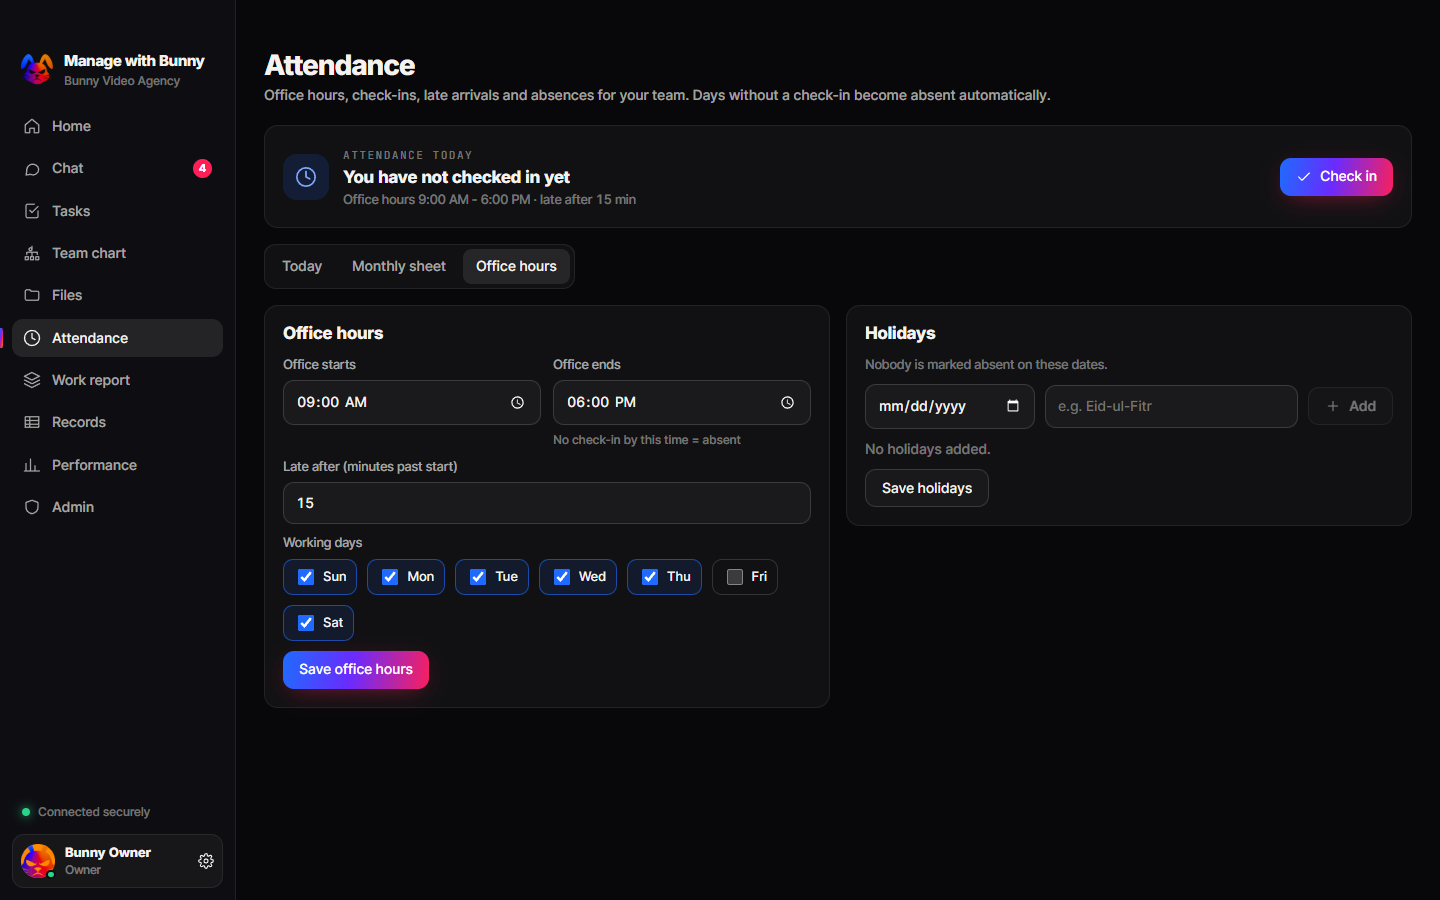 Manage with Bunny
Bunny Video Agency
Home
Chat 4
Tasks
Team chart
Files
Attendance
Work report
Records
Performance
Admin
Connected securely
Bunny Owner
Owner
Attendance
Office hours, check-ins, late arrivals and absences for your team. Days without a check-in become absent automatically.
ATTENDANCE TODAY
You have not checked in yet
Office hours 9:00 AM - 6:00 PM · late after 15 min
Check in
Today Monthly sheet Office hours
Office hours
Office starts Office ends
09:00 AM 06:00 PM
No check-in by this time = absent
Late after (minutes past start)
15
Working days
Sun Mon Tue Wed Thu Fri
Sat
Save office hours
Holidays
Nobody is marked absent on these dates.
mm/dd/yyyy e.g. Eid-ul-Fitr + Add
No holidays added.
Save holidays